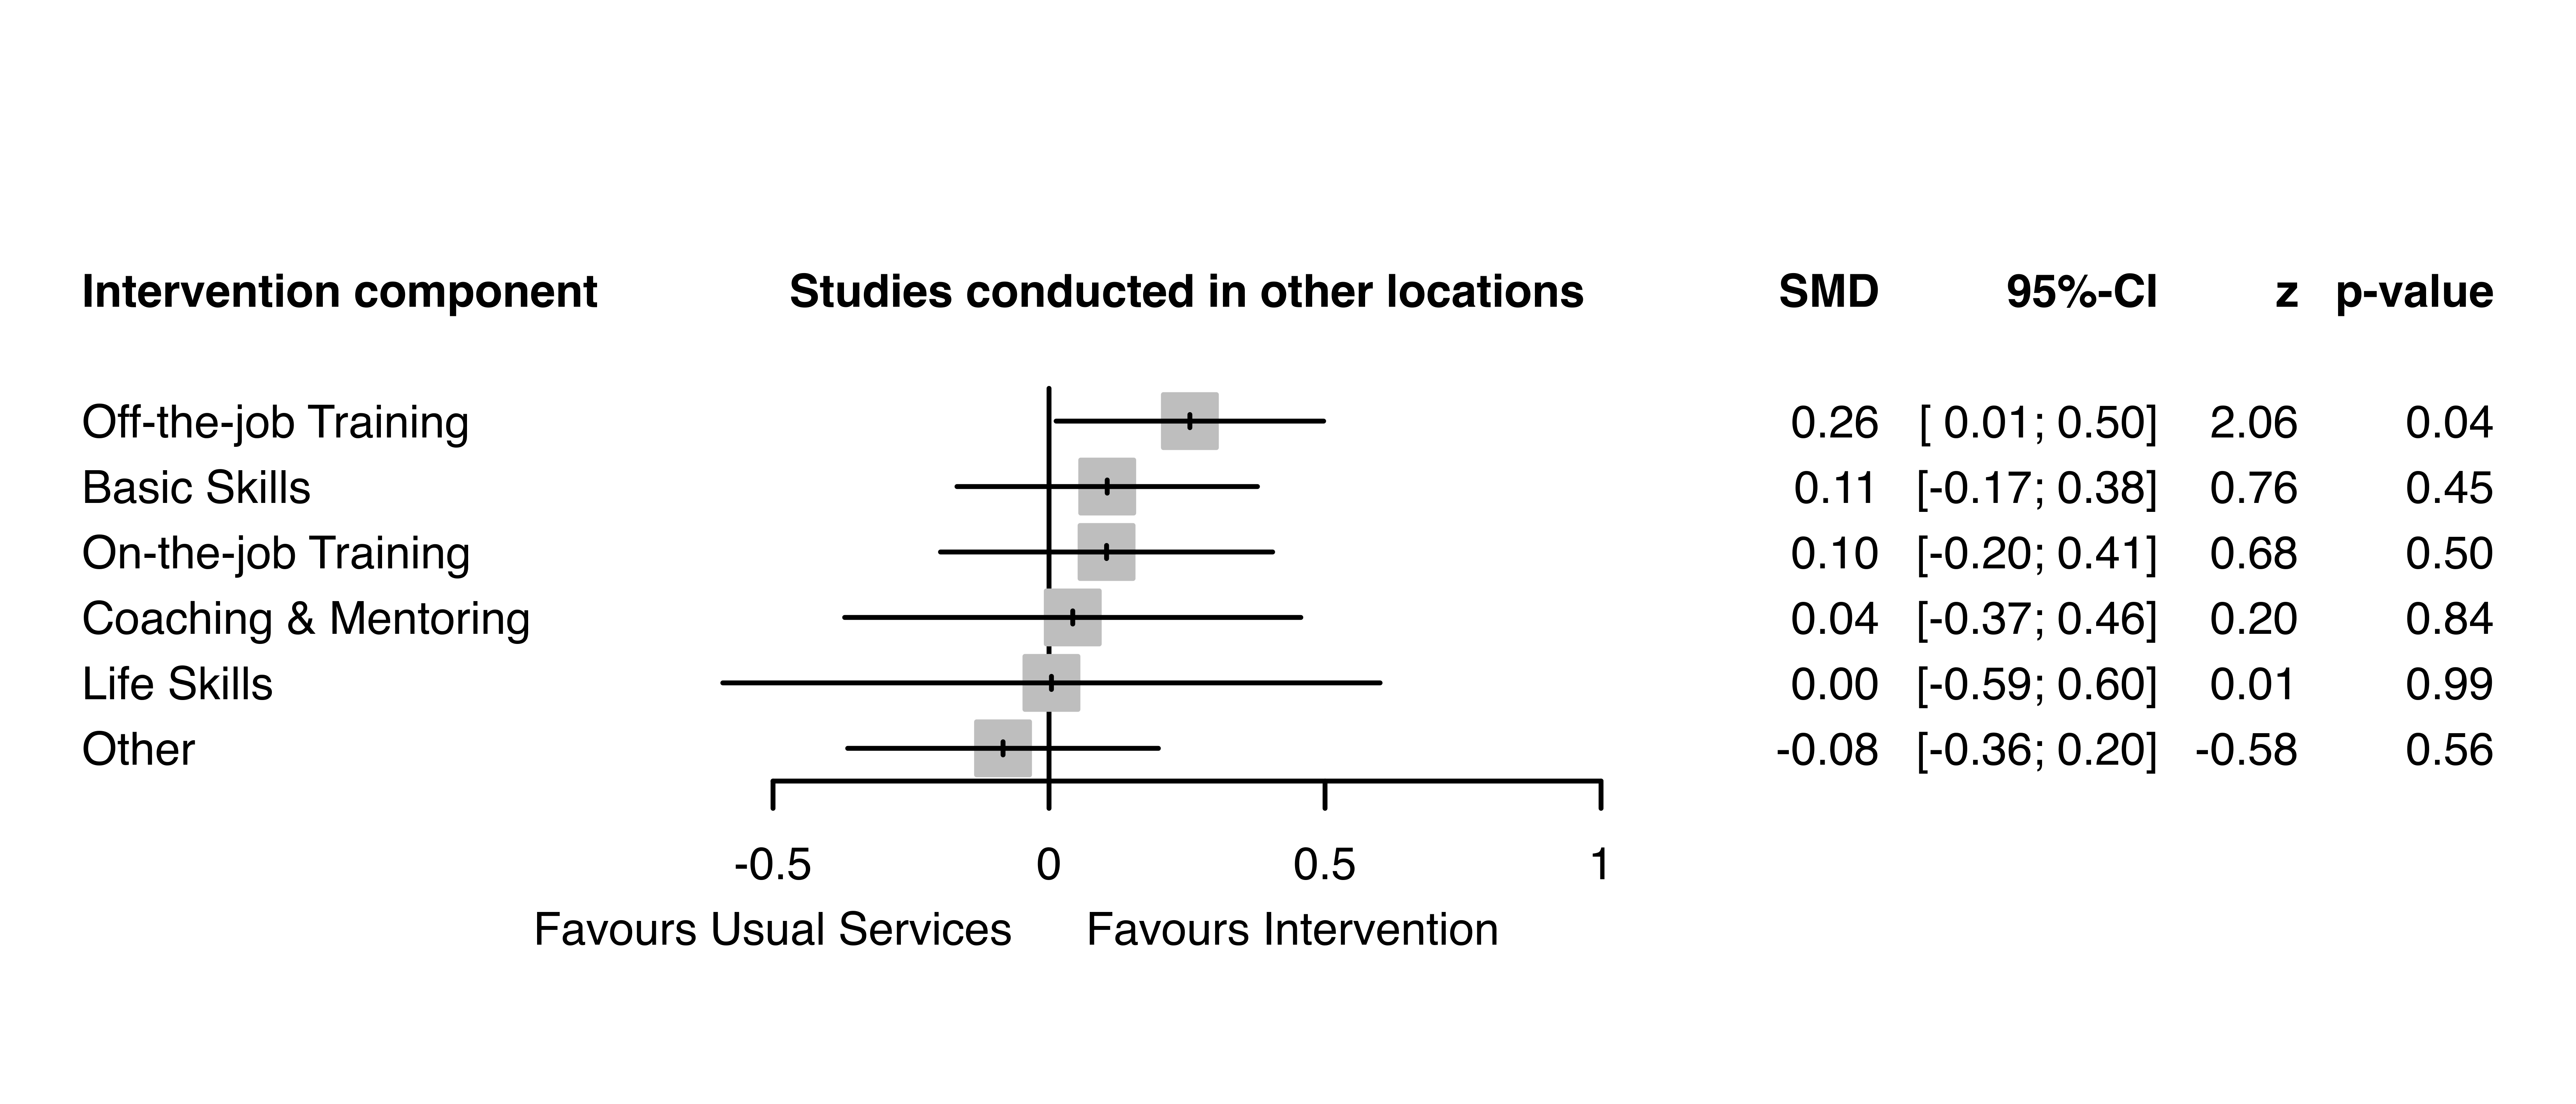 Intervention component Studies conducted in other locations SMD 95%-CI z p-value
Off-the-job Training 0.26 [ 0.01; 0.50] 2.06 0.04
Basic Skills 0.11 [-0.17; 0.38] 0.76 0.45
On-the-job Training 0.10 [-0.20; 0.41] 0.68 0.50
Coaching & Mentoring 0.04 [-0.37; 0.46] 0.20 0.84
Life Skills 0.00 [-0.59; 0.60] 0.01 0.99
Other -0.08 [-0.36; 0.20] -0.58 0.56
-0.5 0 0.5 1
Favours Usual Services Favours Intervention